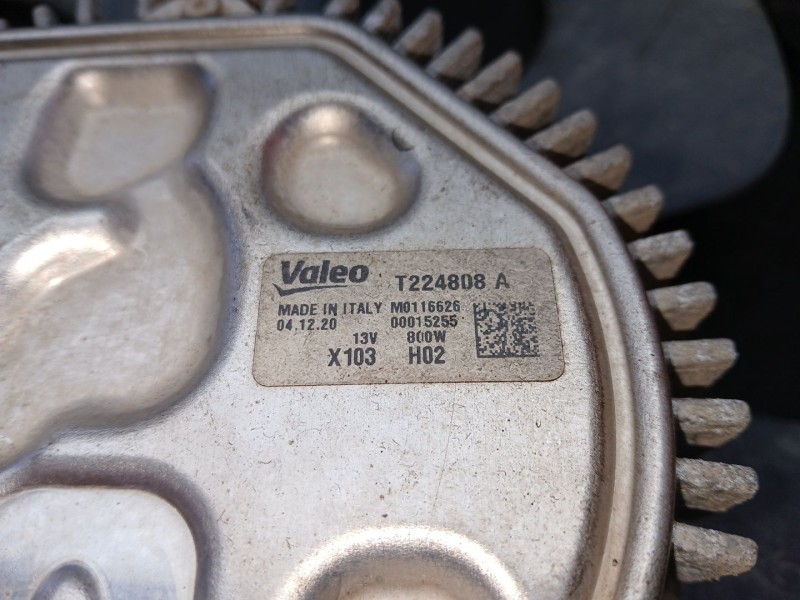 Valeo T224808 A
MADE IN ITALY M0116626
04.12.20 00015255
13V 800W
X103 H02